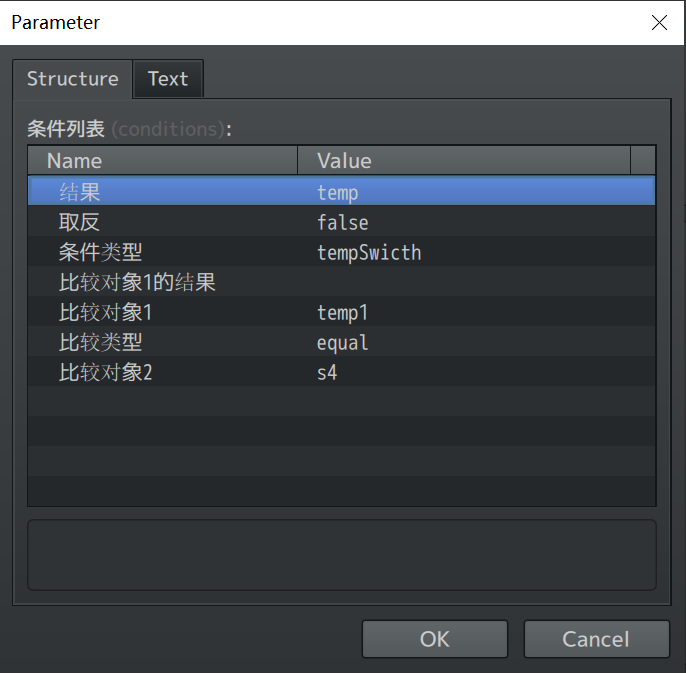 Parameter
Structure Text
条件列表 (conditions):
Name Value
结果 temp
取反 false
条件类型 tempSwicth
比较对象1的结果
比较对象1 temp1
比较类型 equal
比较对象2 s4
OK Cancel